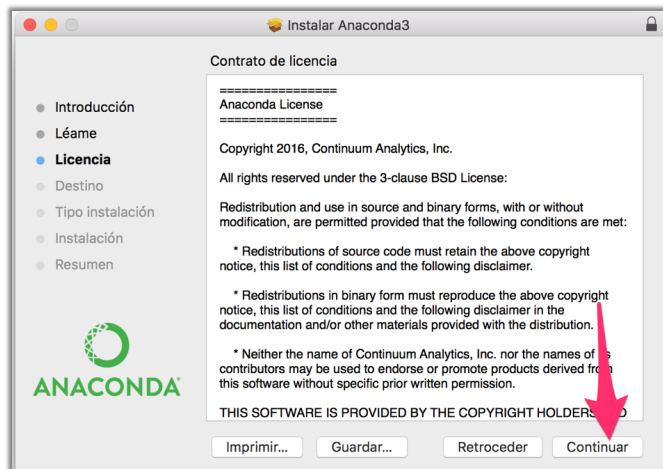 Instalar Anaconda3
Contrato de licencia
Introducción
Léame
Licencia
Destino
Tipo instalación
Instalación
Resumen
ANACONDA
================
Anaconda License
================
Copyright 2016, Continuum Analytics, Inc.
All rights reserved under the 3-clause BSD License:
Redistribution and use in source and binary forms, with or without
modification, are permitted provided that the following conditions are met:
* Redistributions of source code must retain the above copyright
notice, this list of conditions and the following disclaimer.
* Redistributions in binary form must reproduce the above copyright
notice, this list of conditions and the following disclaimer in the
documentation and/or other materials provided with the distribution.
* Neither the name of Continuum Analytics, Inc. nor the names of
contributors may be used to endorse or promote products derived from
this software without specific prior written permission.
THIS SOFTWARE IS PROVIDED BY THE COPYRIGHT HOLDERS
Imprimir...
Guardar...
Retroceder
Continuar